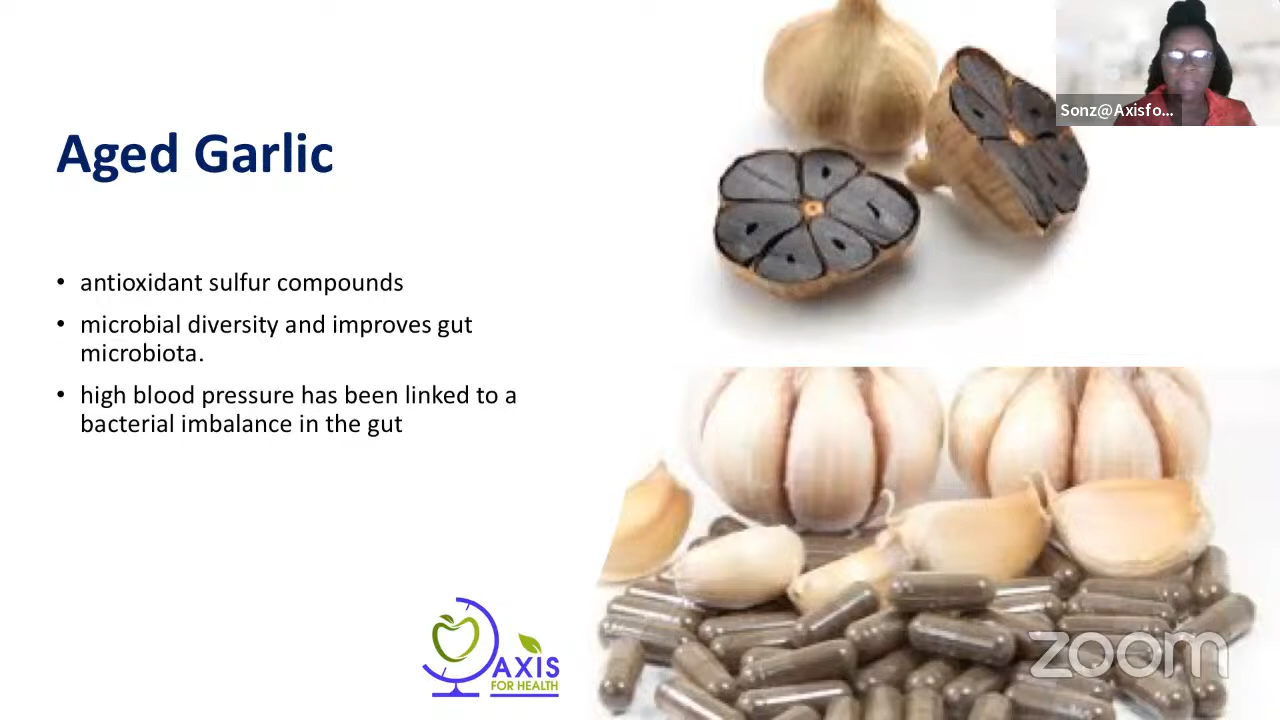 Sonz@Axisfo...
Aged Garlic
• antioxidant sulfur compounds
• microbial diversity and improves gut
microbiota.
• high blood pressure has been linked to a
bacterial imbalance in the gut
AXIS
FOR HEALTH
zoom